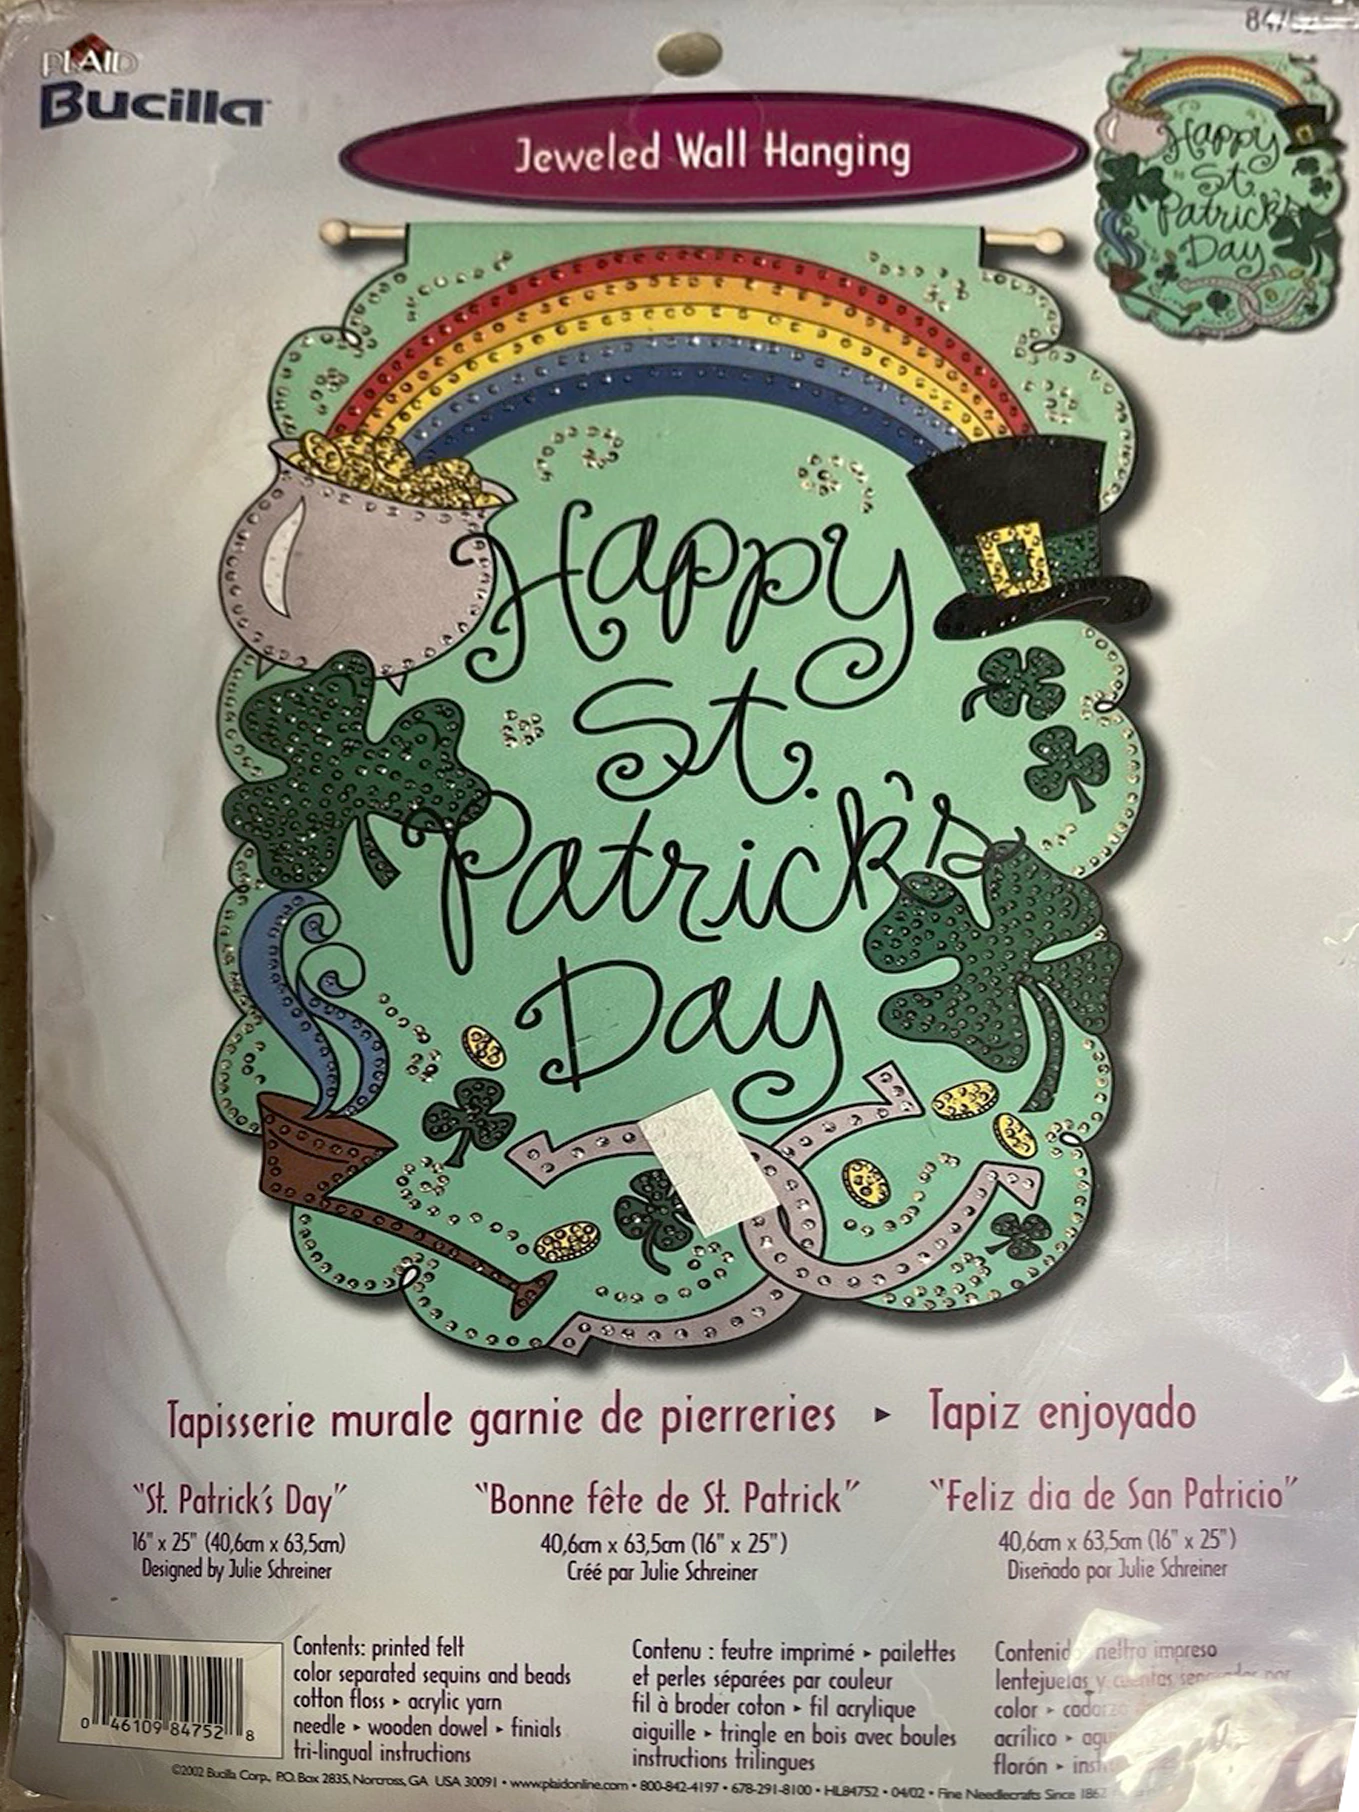 PLAID
Bucilla
Jeweled Wall Hanging
Happy
St.
Patrick's
Day
Happy
St.
Patrick's
Day
Tapisserie murale garnie de pierreries ▸ Tapiz enjoyado
"St. Patrick's Day"
16" x 25" (40,6cm x 63,5cm)
Designed by Julie Schreiner
"Bonne fête de St. Patrick"
40,6cm x 63,5cm (16" x 25")
Créé par Julie Schreiner
"Feliz dia de San Patricio"
40,6cm x 63,5cm (16" x 25")
Diseñado por Julie Schreiner
0 46109 84752 8
Contents: printed felt
color separated sequins and beads
cotton floss ▸ acrylic yarn
needle ▸ wooden dowel ▸ finials
tri-lingual instructions
Contenu : feutre imprimé ▸ pailettes
et perles séparées par couleur
fil à broder coton ▸ fil acrylique
aiguille ▸ tringle en bois avec boules
instructions trilingues
impreso
lentejuelas y cuentas por
color ▸
acrílico ▸
florón ▸
©2002 Bucilla Corp., P.O. Box 2835, Norcross, GA USA 30091 • www.plaidonline.com • 800-842-4197 • 678-291-8100 • HL84752 • 04/02 • Fine Needlecrafts Since 1867